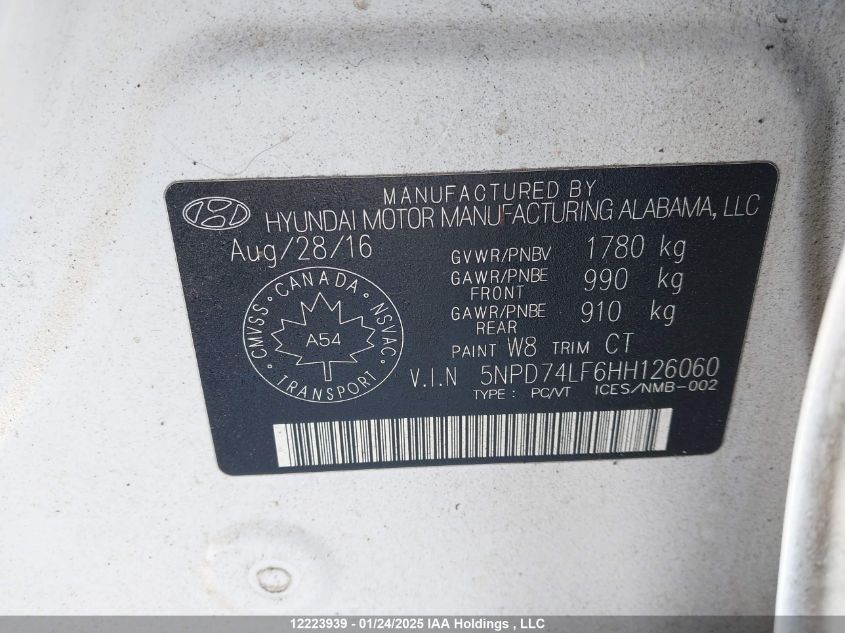 MANUFACTURED BY
HYUNDAI MOTOR MANUFACTURING ALABAMA, LLC
Aug/28/16
GVWR/PNBV 1780 kg
GAWR/PNBE FRONT 990 kg
GAWR/PNBE REAR 910 kg
PAINT W8 TRIM CT
V.I.N 5NPD74LF6HH126060
TYPE : PC/VT ICES/NMB-002
CMVSS · CANADA · NSVAC
A54
TRANSPORT
12223939 - 01/24/2025 IAA Holdings , LLC